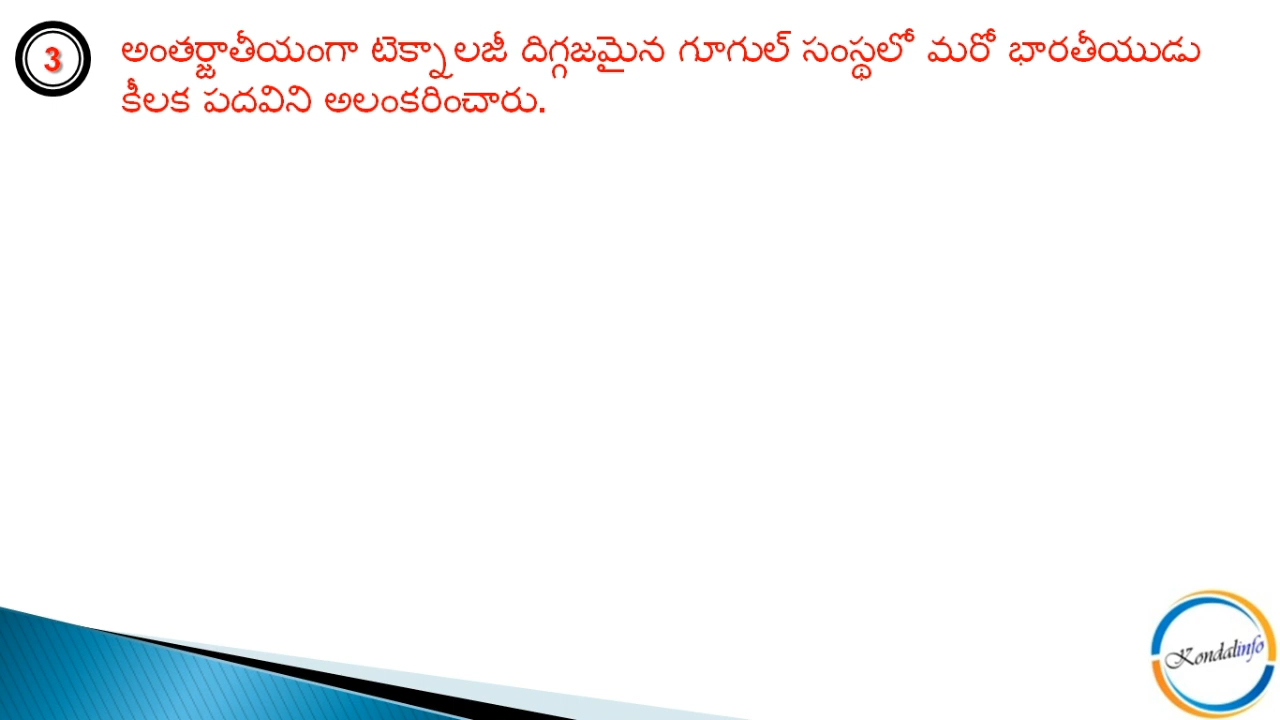 3
అంతర్జాతీయంగా టెక్నాలజీ దిగ్గజమైన గూగుల్ సంస్థలో మరో భారతీయుడు
కీలక పదవిని అలంకరించారు.
Kondalinfo